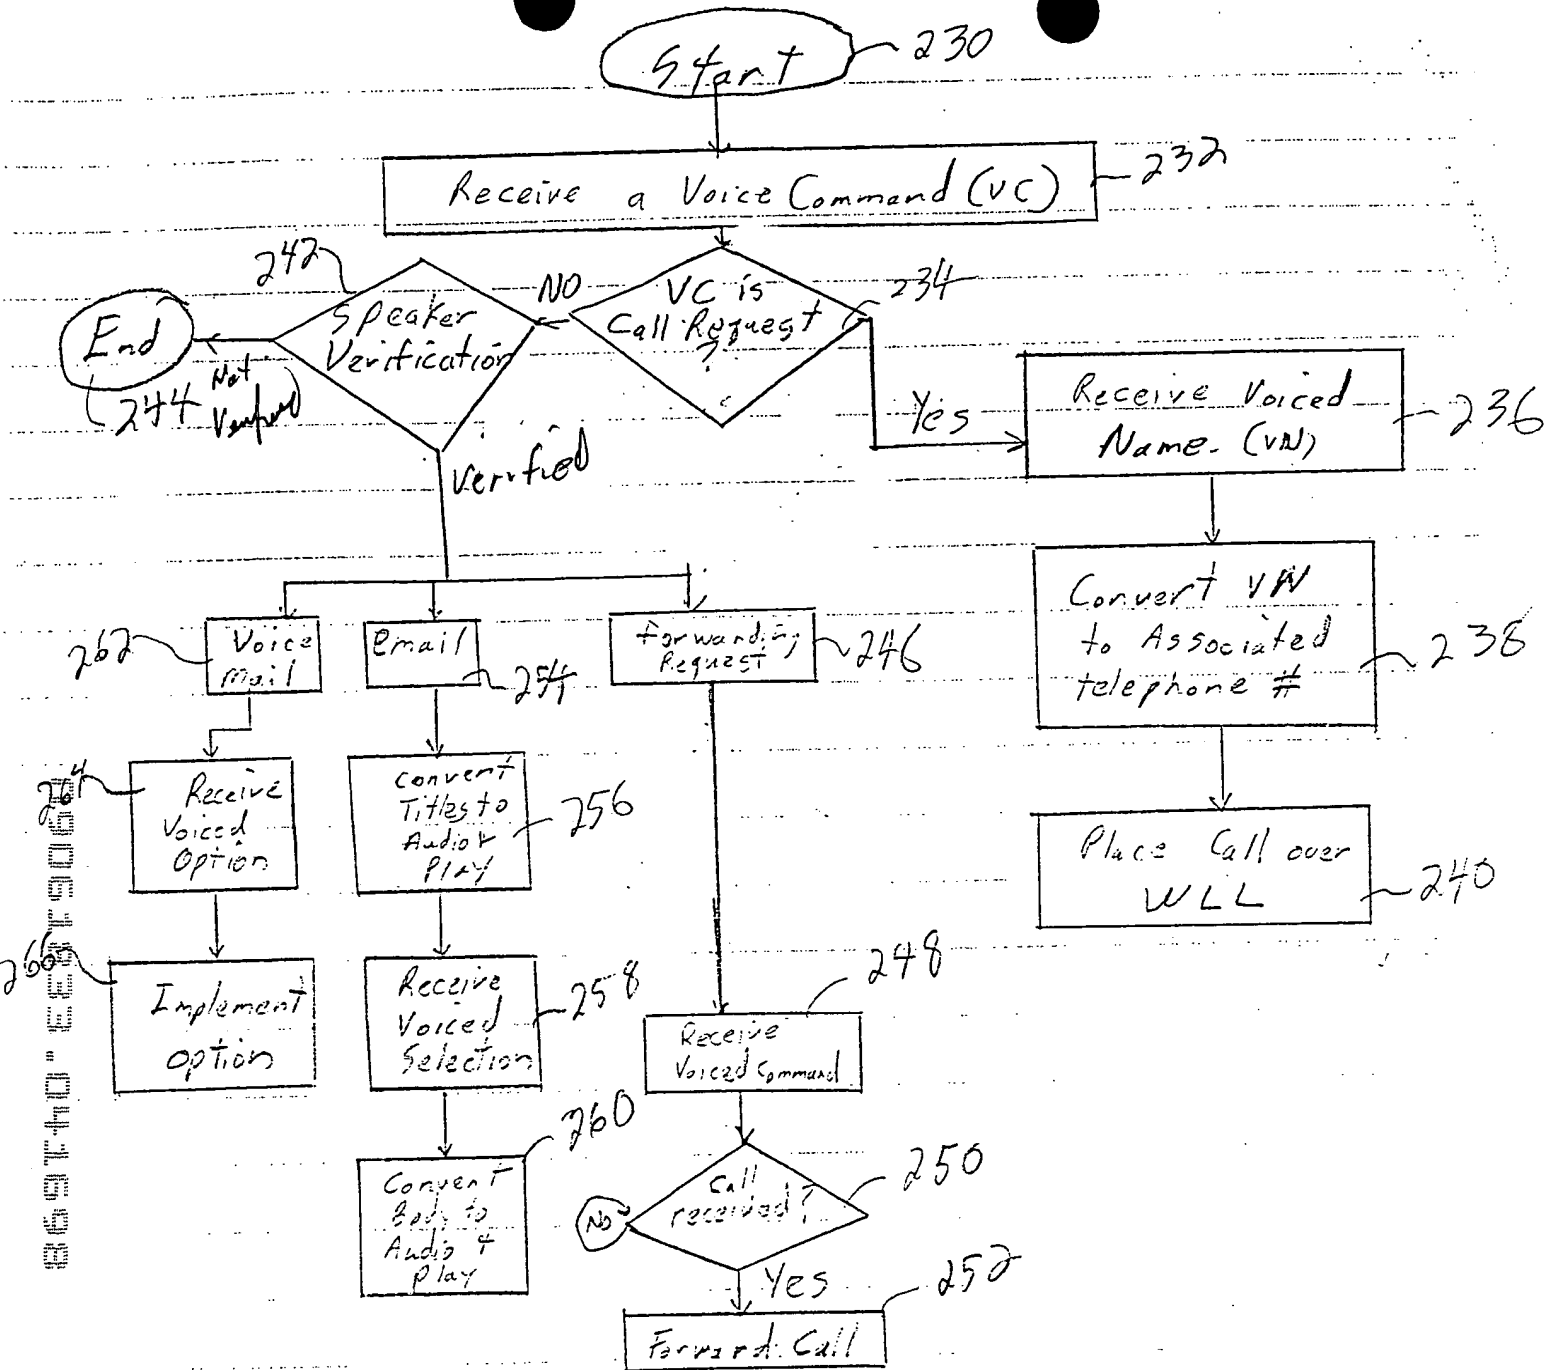 Start
230
Receive a Voice Command (VC)
232
VC is
Call Request
?
234
NO
Speaker
Verification
242
End
244
Not
Verified
Verified
Yes
Receive Voiced
Name. (VN)
236
Convert VN
to Associated
telephone #
238
Place Call over
WLL
240
Voice
Mail
262
Email
254
Forwarding
Request
246
Receive
Voiced
Option
264
Convert
Titles to
Audio &
Play
256
Implement
option
266
Receive
Voiced
Selection
258
Receive
Voiced Command
248
Convert
Body to
Audio &
Play
260
Call
received?
250
No
Yes
Forward Call
252